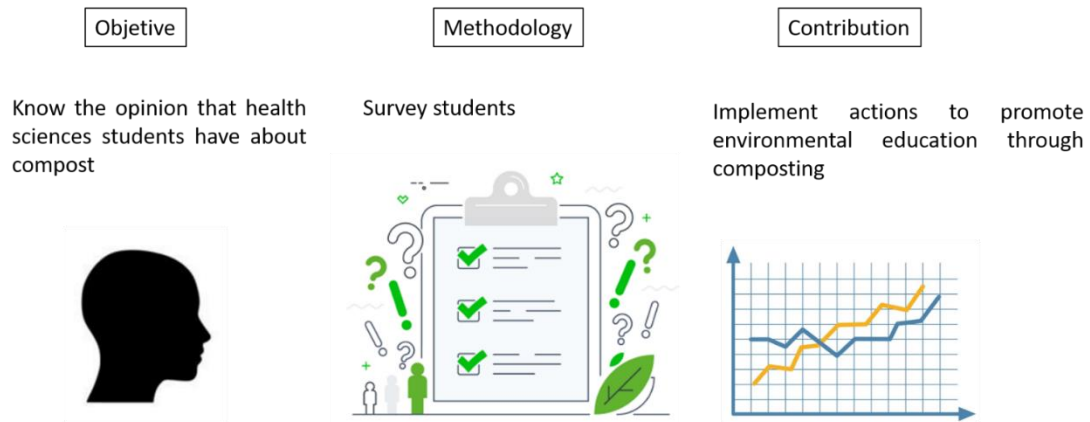 Objetive
Methodology
Contribution
Know the opinion that health
sciences students have about
compost
Survey students
Implement actions to promote
environmental education through
composting